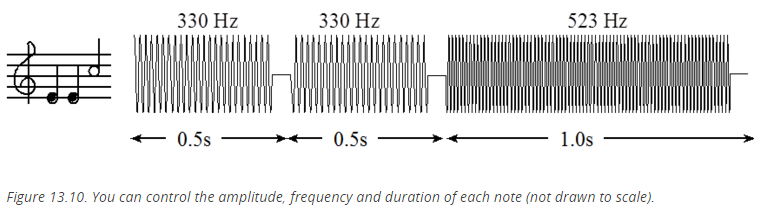 330 Hz 330 Hz 523 Hz
0.5s 0.5s 1.0s
Figure 13.10. You can control the amplitude, frequency and duration of each note (not drawn to scale).